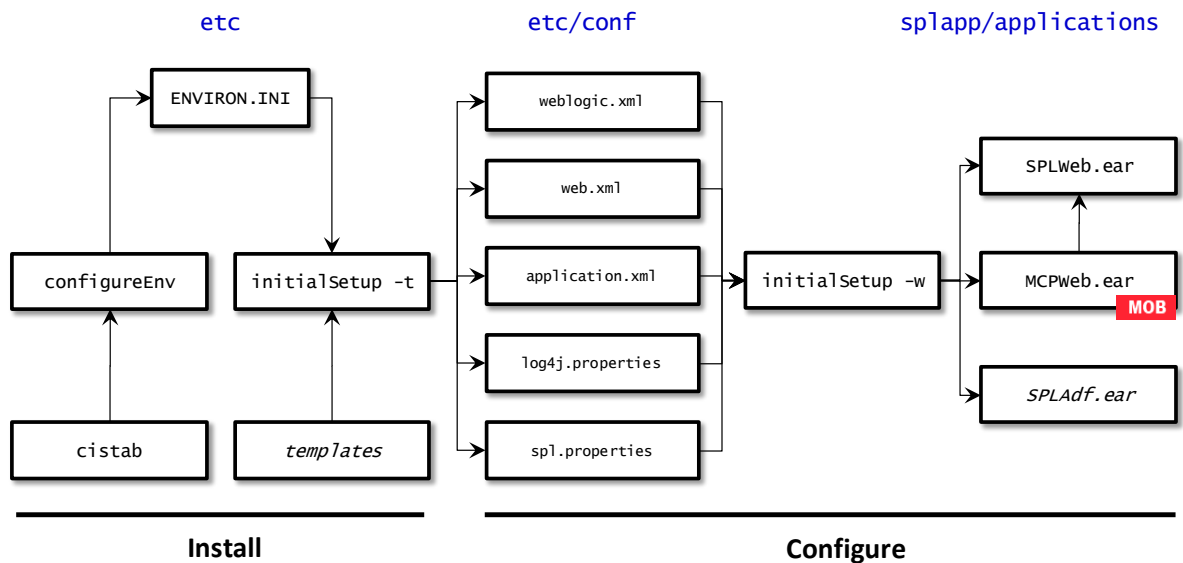 etc
etc/conf
splapp/applications
ENVIRON.INI
weblogic.xml
web.xml
SPLWeb.ear
configureEnv
initialSetup –t
application.xml
initialSetup –w
MCPWeb.ear
MOB
log4j.properties
SPLAdf.ear
cistab
templates
spl.properties
Install
Configure